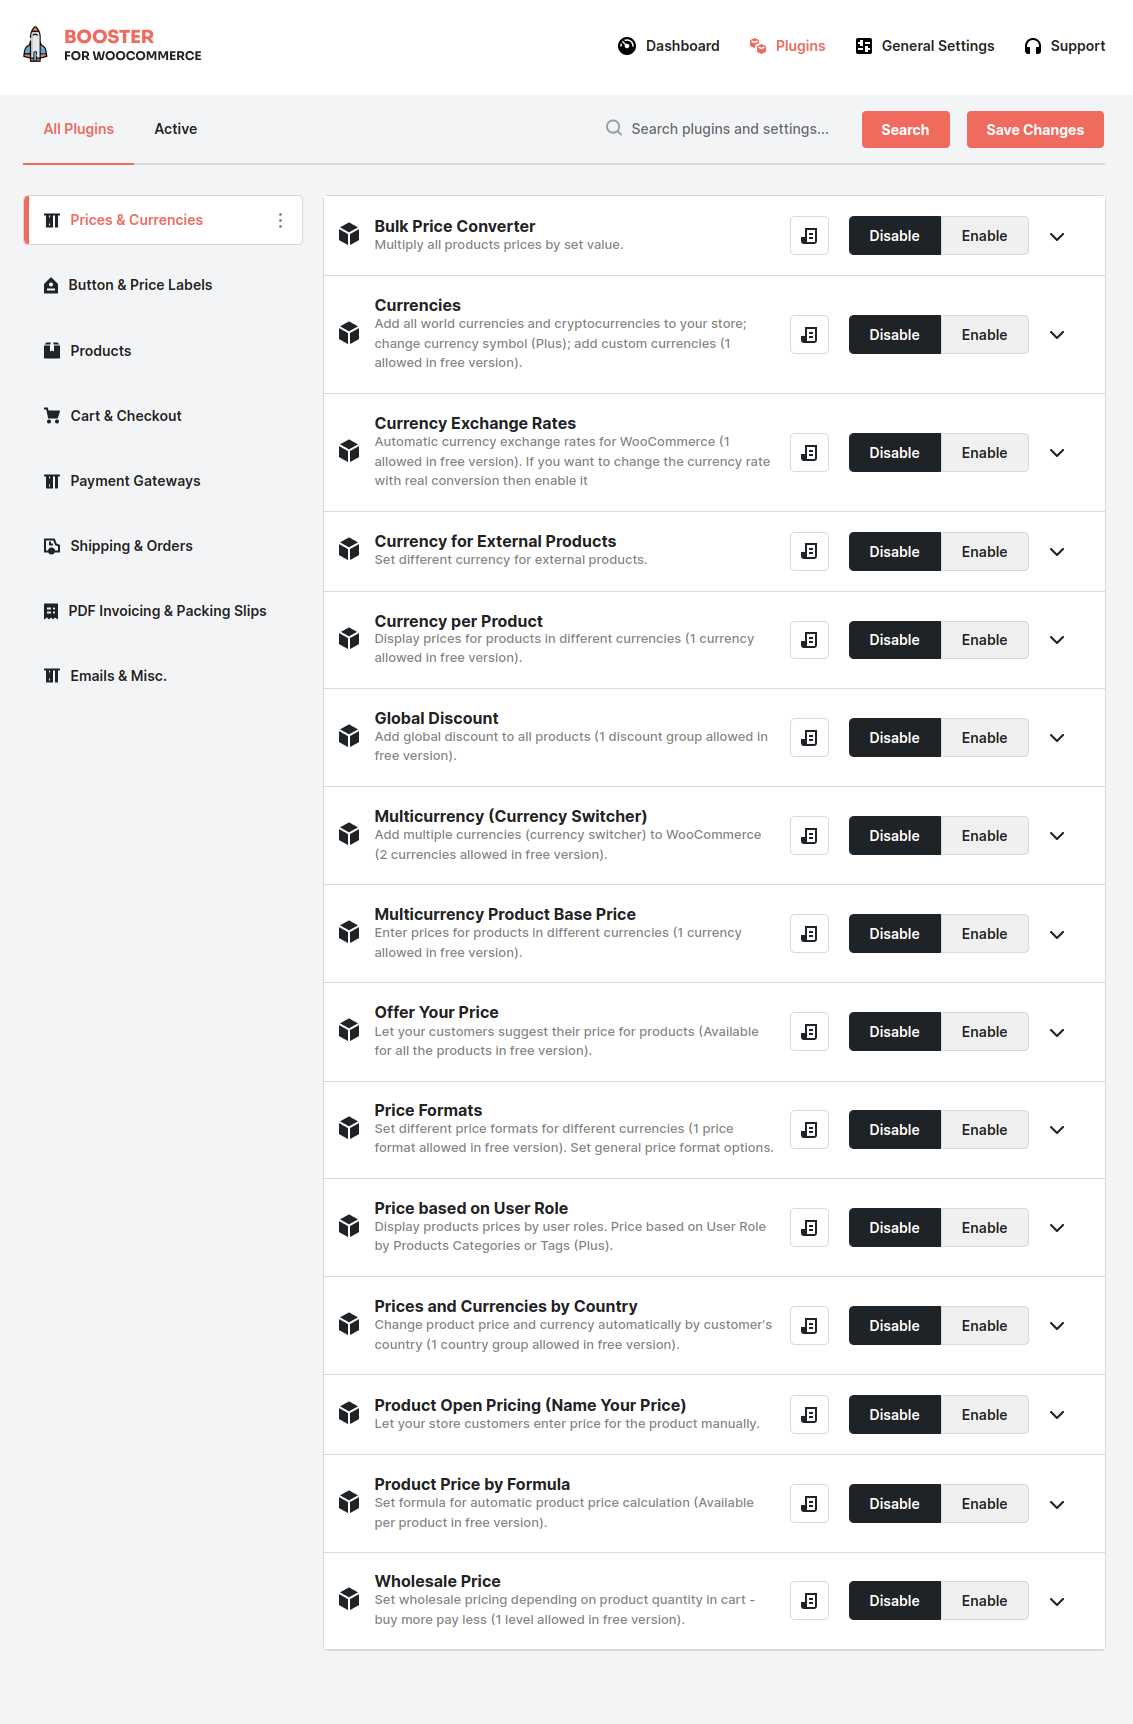 BOOSTER
FOR WOOCOMMERCE
Dashboard
Plugins
General Settings
Support
All Plugins
Active
Search plugins and settings...
Search
Save Changes
Prices & Currencies
Button & Price Labels
Products
Cart & Checkout
Payment Gateways
Shipping & Orders
PDF Invoicing & Packing Slips
Emails & Misc.
Bulk Price Converter
Multiply all products prices by set value.
Disable
Enable
Currencies
Add all world currencies and cryptocurrencies to your store;
change currency symbol (Plus); add custom currencies (1
allowed in free version).
Disable
Enable
Currency Exchange Rates
Automatic currency exchange rates for WooCommerce (1
allowed in free version). If you want to change the currency rate
with real conversion then enable it
Disable
Enable
Currency for External Products
Set different currency for external products.
Disable
Enable
Currency per Product
Display prices for products in different currencies (1 currency
allowed in free version).
Disable
Enable
Global Discount
Add global discount to all products (1 discount group allowed in
free version).
Disable
Enable
Multicurrency (Currency Switcher)
Add multiple currencies (currency switcher) to WooCommerce
(2 currencies allowed in free version).
Disable
Enable
Multicurrency Product Base Price
Enter prices for products in different currencies (1 currency
allowed in free version).
Disable
Enable
Offer Your Price
Let your customers suggest their price for products (Available
for all the products in free version).
Disable
Enable
Price Formats
Set different price formats for different currencies (1 price
format allowed in free version). Set general price format options.
Disable
Enable
Price based on User Role
Display products prices by user roles. Price based on User Role
by Products Categories or Tags (Plus).
Disable
Enable
Prices and Currencies by Country
Change product price and currency automatically by customer's
country (1 country group allowed in free version).
Disable
Enable
Product Open Pricing (Name Your Price)
Let your store customers enter price for the product manually.
Disable
Enable
Product Price by Formula
Set formula for automatic product price calculation (Available
per product in free version).
Disable
Enable
Wholesale Price
Set wholesale pricing depending on product quantity in cart -
buy more pay less (1 level allowed in free version).
Disable
Enable